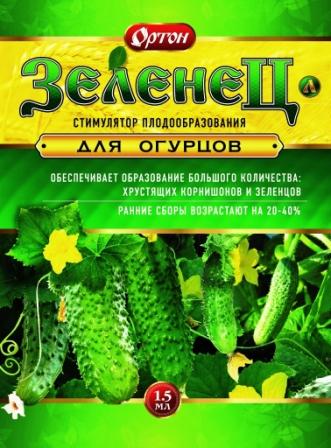 Ортон
ЗеленеЦ-Л
СТИМУЛЯТОР ПЛОДООБРАЗОВАНИЯ
ДЛЯ ОГУРЦОВ
ОБЕСПЕЧИВАЕТ ОБРАЗОВАНИЕ БОЛЬШОГО КОЛИЧЕСТВА:
ХРУСТЯЩИХ КОРНИШОНОВ И ЗЕЛЕНЦОВ
РАННИЕ СБОРЫ ВОЗРАСТАЮТ НА 20-40%
1.5
МЛ